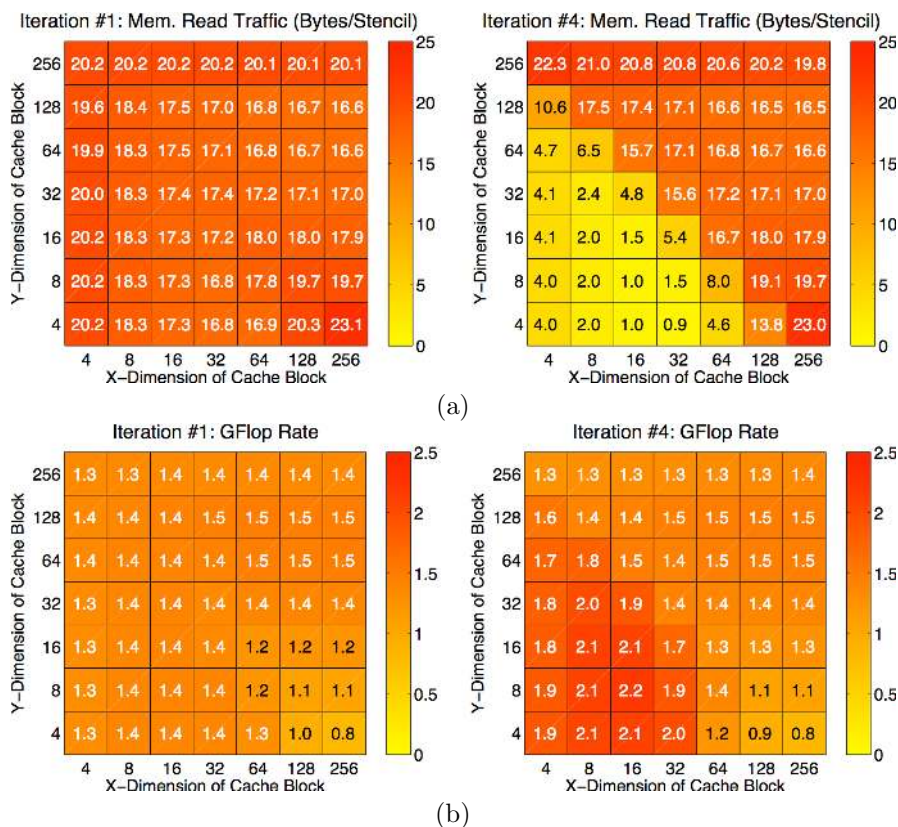 Iteration #1: Mem. Read Traffic (Bytes/Stencil) Iteration #4: Mem. Read Traffic (Bytes/Stencil)
256 20.2 20.2 20.2 20.2 20.1 20.1 20.1 25 256 22.3 21.0 20.8 20.8 20.6 20.2 19.8 25
128 19.6 18.4 17.5 17.0 16.8 16.7 16.6 20 128 10.6 17.5 17.4 17.1 16.6 16.5 16.5 20
64 19.9 18.3 17.5 17.1 16.8 16.7 16.6 15 64 4.7 6.5 15.7 17.1 16.8 16.7 16.6 15
32 20.0 18.3 17.4 17.4 17.2 17.1 17.0 10 32 4.1 2.4 4.8 15.6 17.2 17.1 17.0 10
16 20.2 18.3 17.3 17.2 18.0 18.0 17.9 16 4.1 2.0 1.5 5.4 16.7 18.0 17.9
8 20.2 18.3 17.3 16.8 17.8 19.7 19.7 5 8 4.0 2.0 1.0 1.5 8.0 19.1 19.7 5
4 20.2 18.3 17.3 16.8 16.9 20.3 23.1 0 4 4.0 2.0 1.0 0.9 4.6 13.8 23.0 0
4 8 16 32 64 128 256 4 8 16 32 64 128 256
X-Dimension of Cache Block X-Dimension of Cache Block
Y-Dimension of Cache Block Y-Dimension of Cache Block
(a)
Iteration #1: GFlop Rate Iteration #4: GFlop Rate
256 1.3 1.3 1.4 1.4 1.4 1.4 1.4 2.5 256 1.3 1.3 1.3 1.3 1.3 1.3 1.4 2.5
128 1.4 1.4 1.4 1.5 1.5 1.5 1.5 2 128 1.6 1.4 1.4 1.5 1.5 1.5 1.5 2
64 1.4 1.4 1.4 1.4 1.5 1.5 1.5 1.5 64 1.7 1.8 1.5 1.4 1.5 1.5 1.5 1.5
32 1.3 1.4 1.4 1.4 1.4 1.4 1.4 1 32 1.8 2.0 1.9 1.4 1.4 1.4 1.4 1
16 1.3 1.4 1.4 1.4 1.2 1.2 1.2 16 1.8 2.1 2.1 1.7 1.3 1.3 1.3
8 1.3 1.4 1.4 1.4 1.2 1.1 1.1 0.5 8 1.9 2.1 2.2 1.9 1.4 1.1 1.1 0.5
4 1.3 1.4 1.4 1.4 1.3 1.0 0.8 0 4 1.9 2.1 2.1 2.0 1.2 0.9 0.8 0
4 8 16 32 64 128 256 4 8 16 32 64 128 256
X-Dimension of Cache Block X-Dimension of Cache Block
Y-Dimension of Cache Block Y-Dimension of Cache Block
(b)